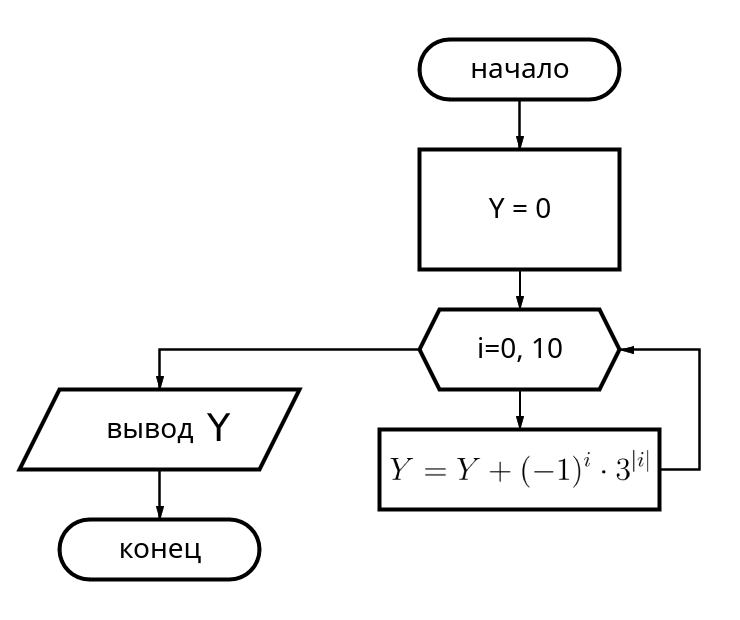 начало
Y = 0
i=0, 10
Y = Y + (−1)^i · 3^|i|
вывод Y
конец